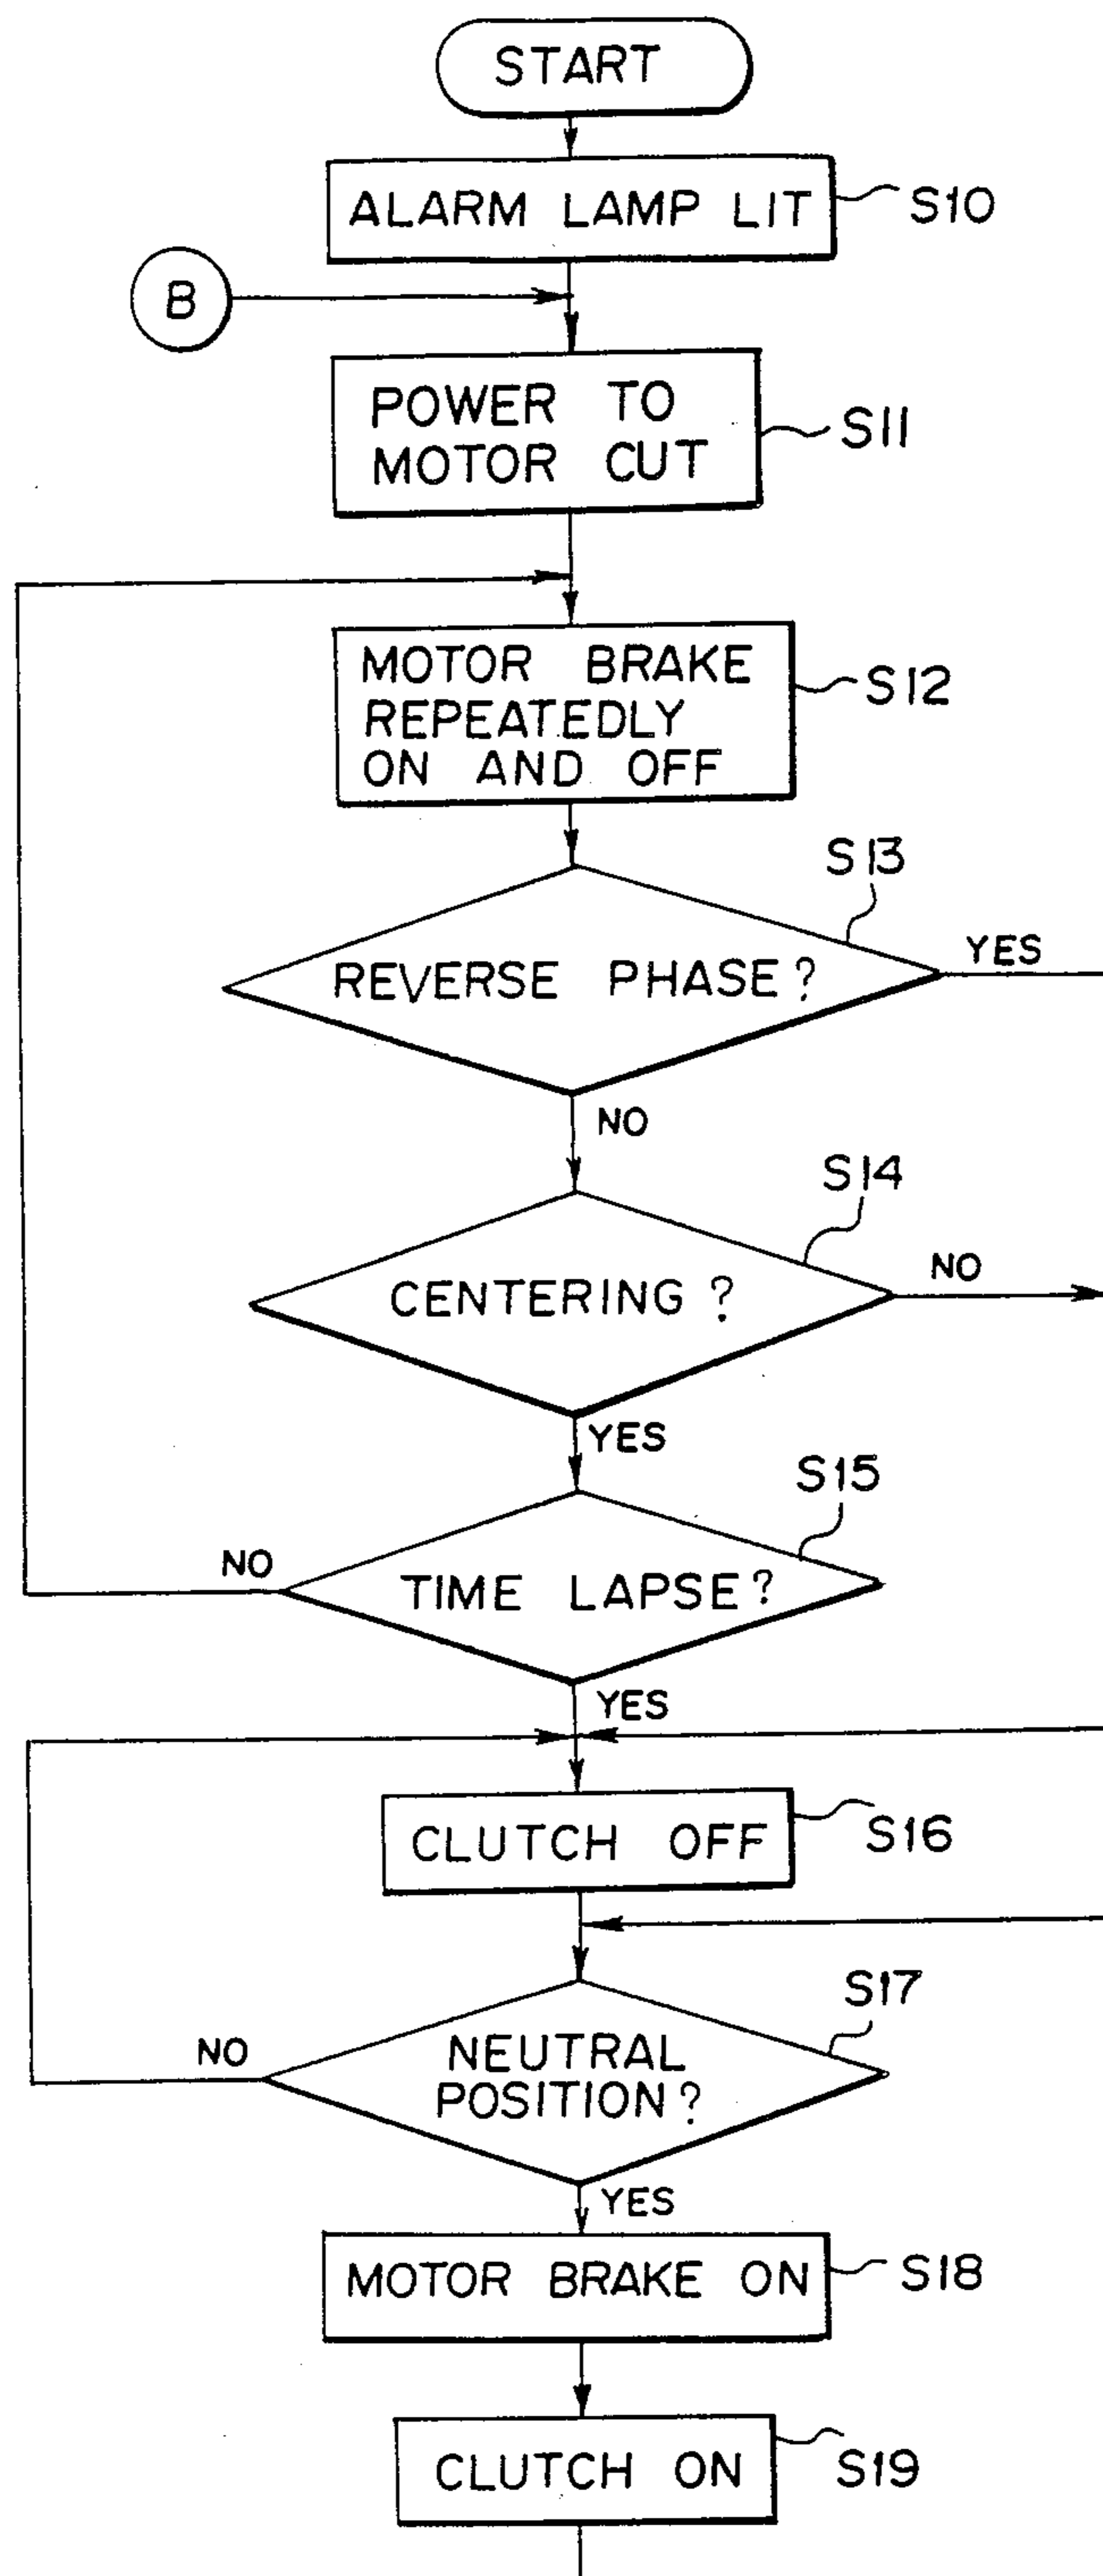 START
ALARM LAMP LIT
S10
B
POWER TO
MOTOR CUT
S11
MOTOR BRAKE
REPEATEDLY
ON AND OFF
S12
S13
REVERSE PHASE?
YES
NO
S14
CENTERING?
NO
YES
S15
NO
TIME LAPSE?
YES
CLUTCH OFF
S16
S17
NO
NEUTRAL
POSITION?
YES
MOTOR BRAKE ON
S18
CLUTCH ON
S19